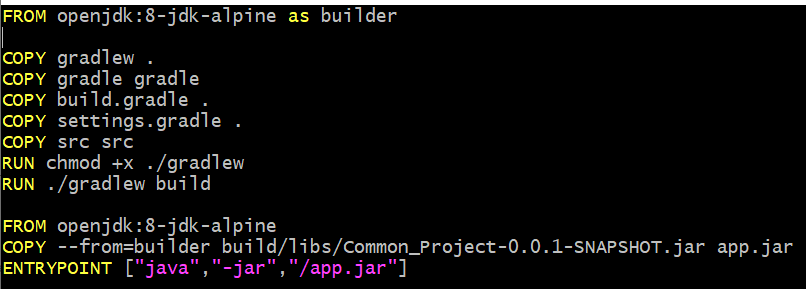 FROM openjdk:8-jdk-alpine as builder
COPY gradlew .
COPY gradle gradle
COPY build.gradle .
COPY settings.gradle .
COPY src src
RUN chmod +x ./gradlew
RUN ./gradlew build
FROM openjdk:8-jdk-alpine
COPY --from=builder build/libs/Common_Project-0.0.1-SNAPSHOT.jar app.jar
ENTRYPOINT ["java","-jar","/app.jar"]